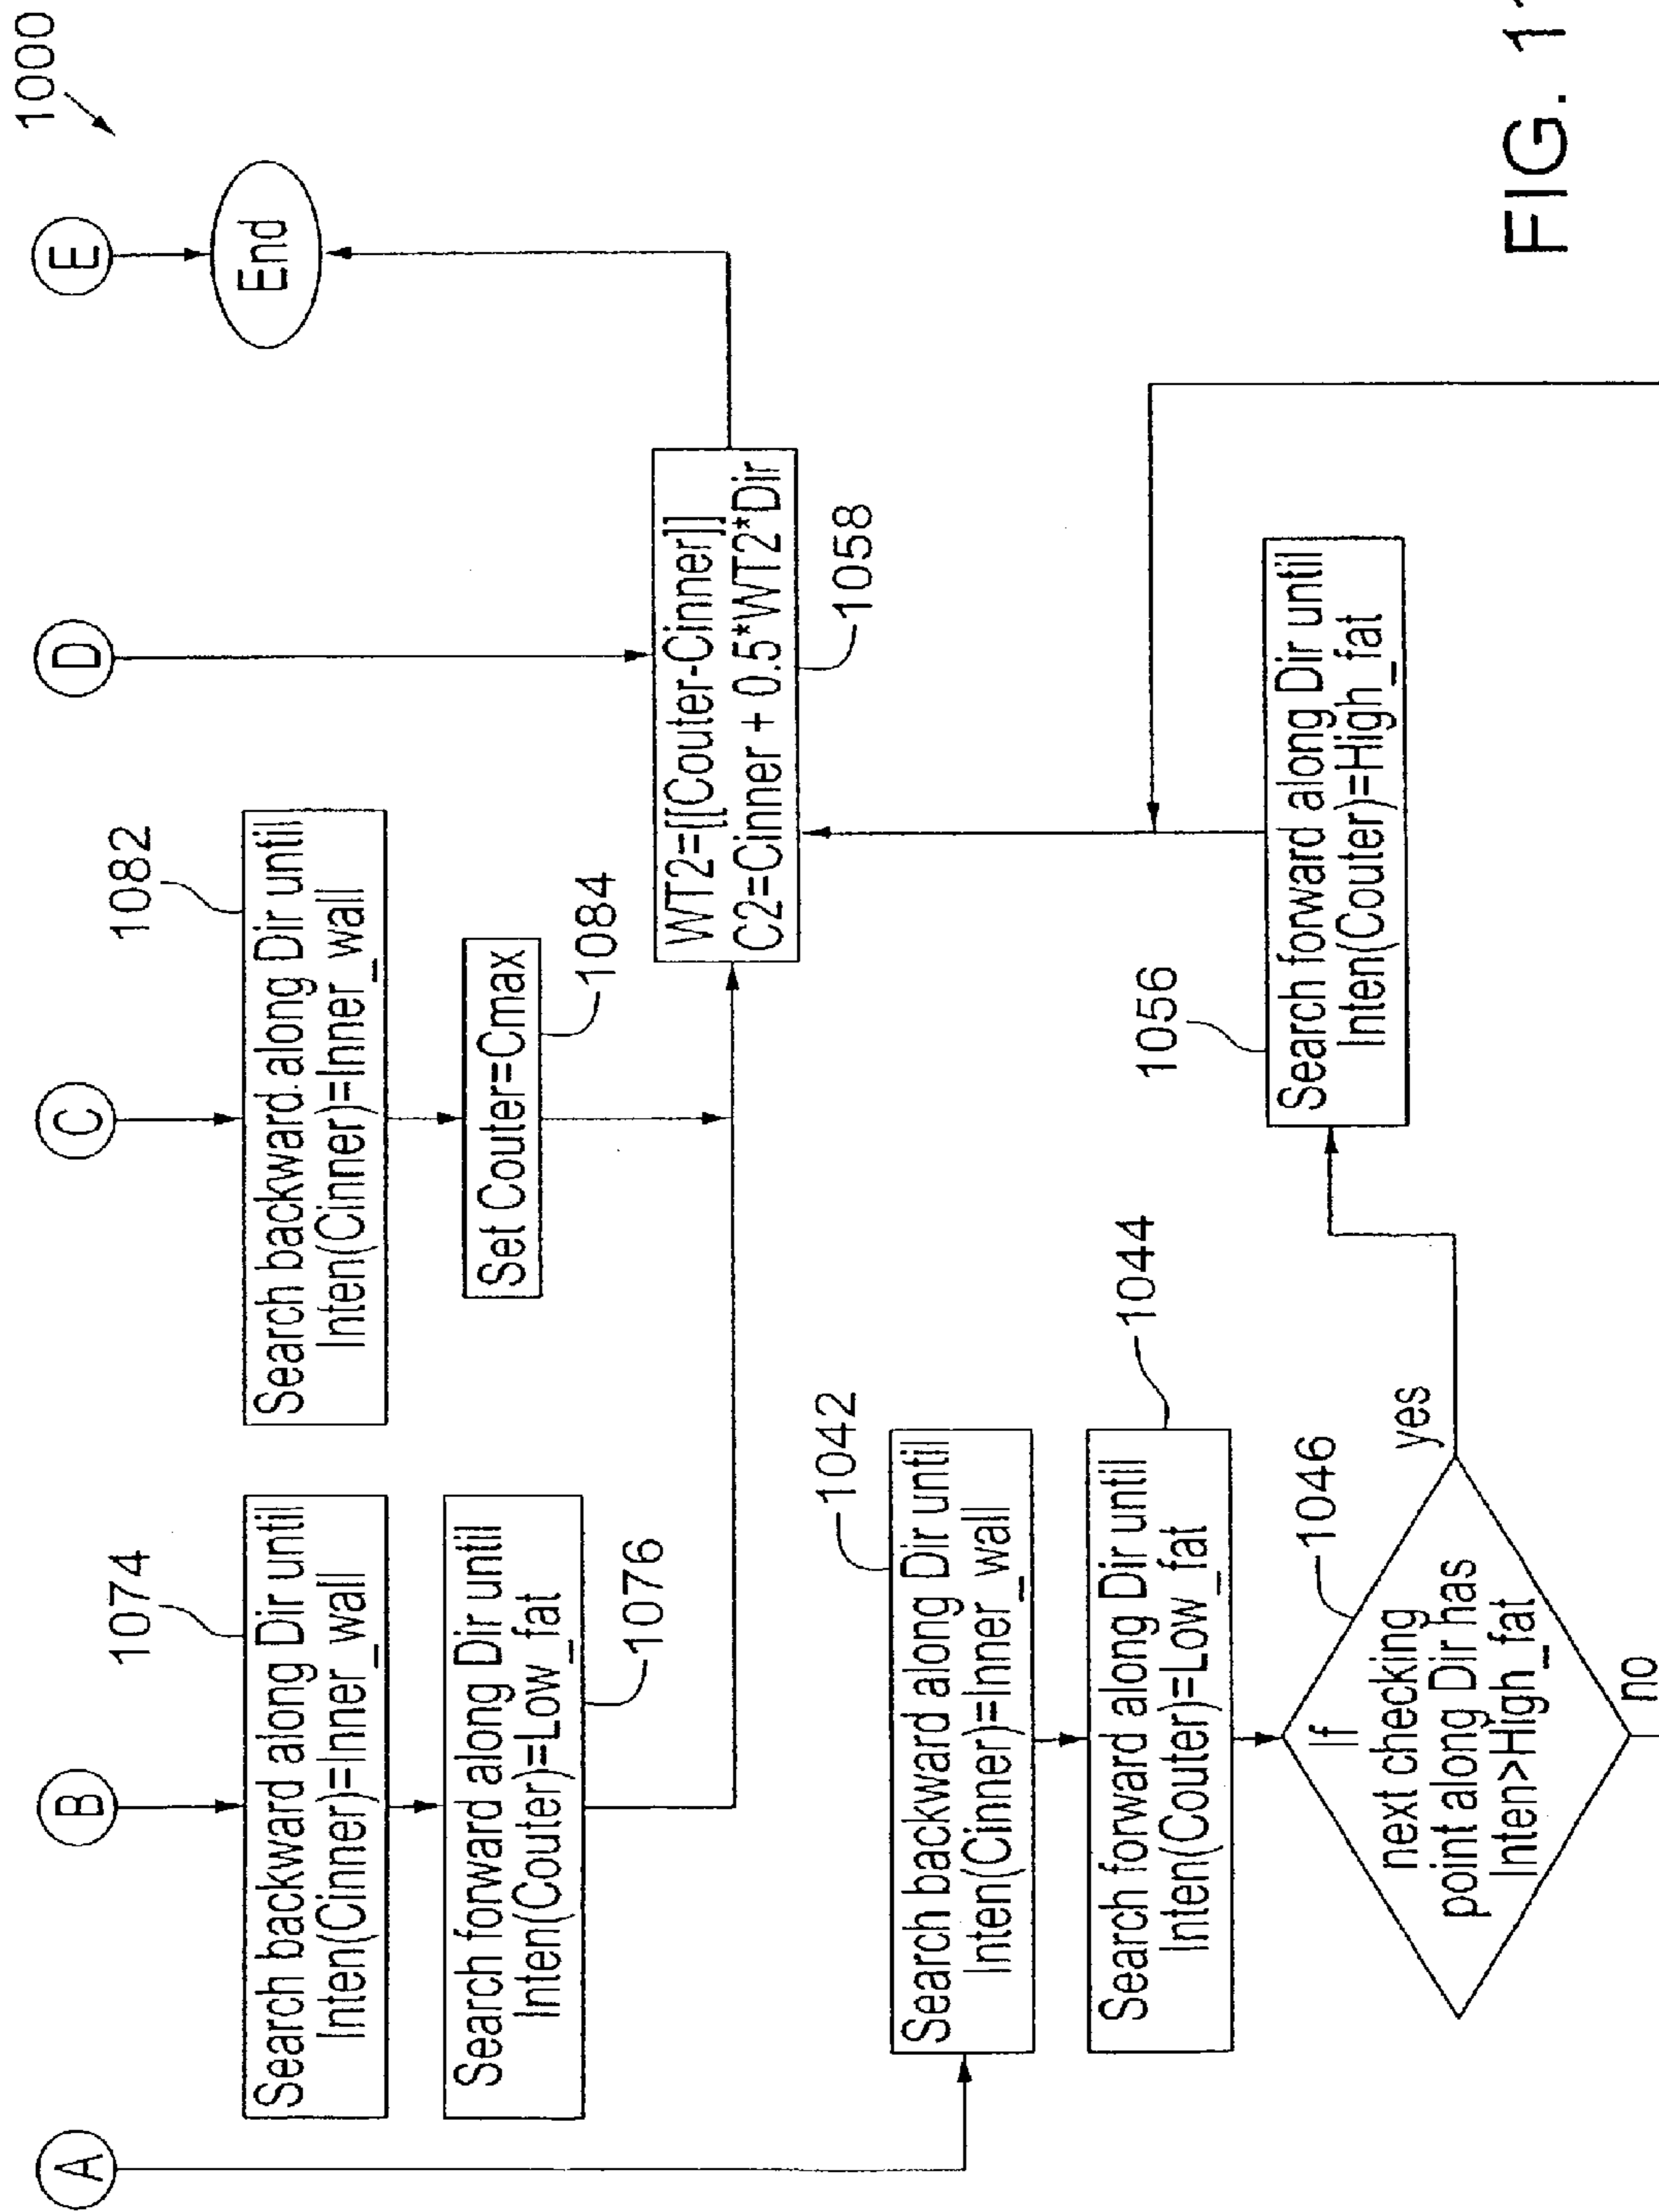 1000
A
B
C
D
E
End
1074
Search backward along Dir until
Inten(Cinner)=Inner_wall
Search forward along Dir until
Inten(Couter)=Low_fat
1076
1082
Search backward along Dir until
Inten(Cinner)=Inner_wall
Set Couter=Cmax
1084
WT2=[[Couter-Cinner]]
C2=Cinner + 0.5*WT2*Dir
1058
1042
Search backward along Dir until
Inten(Cinner)=Inner_wall
Search forward along Dir until
Inten(Couter)=Low_fat
1044
If
next checking
point along Dir has
Inten>High_fat
1046
yes
no
1056
Search forward along Dir until
Inten(Couter)=High_fat
FIG.